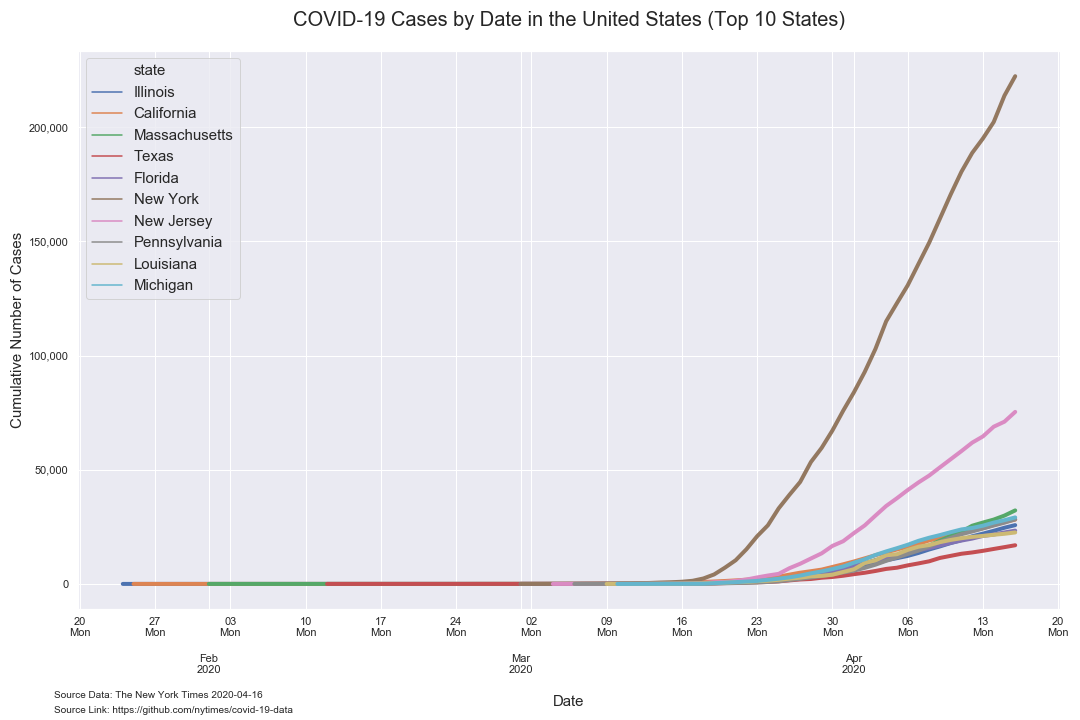 COVID-19 Cases by Date in the United States (Top 10 States)
state
Illinois
California
Massachusetts
Texas
Florida
New York
New Jersey
Pennsylvania
Louisiana
Michigan
Cumulative Number of Cases
200,000
150,000
100,000
50,000
0
20 27 03 10 17 24 02 09 16 23 30 06 13 20
Mon Mon Mon Mon Mon Mon Mon Mon Mon Mon Mon Mon Mon Mon
Feb Mar Apr
2020 2020 2020
Date
Source Data: The New York Times 2020-04-16
Source Link: https://github.com/nytimes/covid-19-data